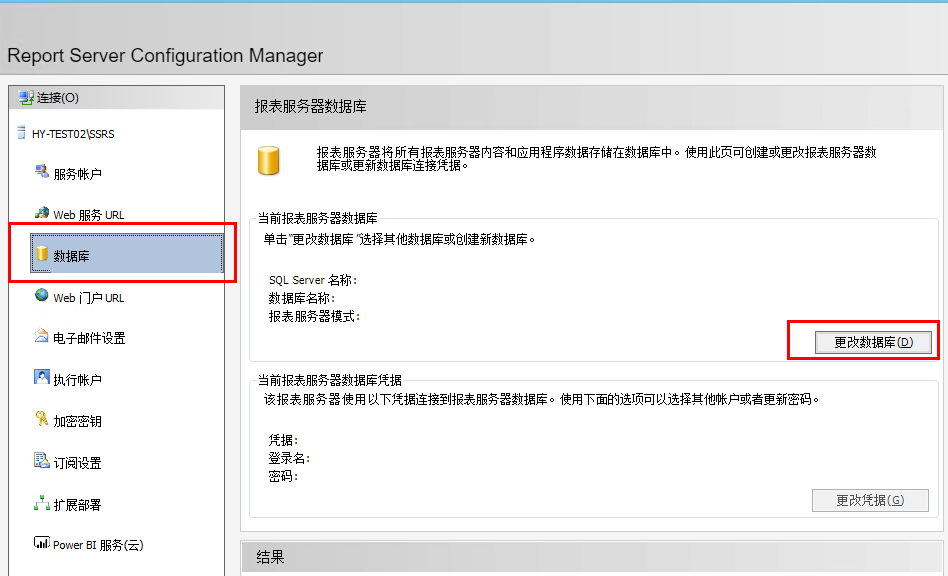 Report Server Configuration Manager
连接(O)
HY-TEST02\SSRS
服务帐户
Web 服务 URL
数据库
Web 门户 URL
电子邮件设置
执行帐户
加密密钥
订阅设置
扩展部署
Power BI 服务(云)
报表服务器数据库
报表服务器将所有报表服务器内容和应用程序数据存储在数据库中。使用此页可创建或更改报表服务器数
据库或更新数据库连接凭据。
当前报表服务器数据库
单击"更改数据库"选择其他数据库或创建新数据库。
SQL Server 名称:
数据库名称:
报表服务器模式:
更改数据库(D)
当前报表服务器数据库凭据
该报表服务器使用以下凭据连接到报表服务器数据库。使用下面的选项可以选择其他帐户或者更新密码。
凭据:
登录名:
密码:
更改凭据(G)
结果